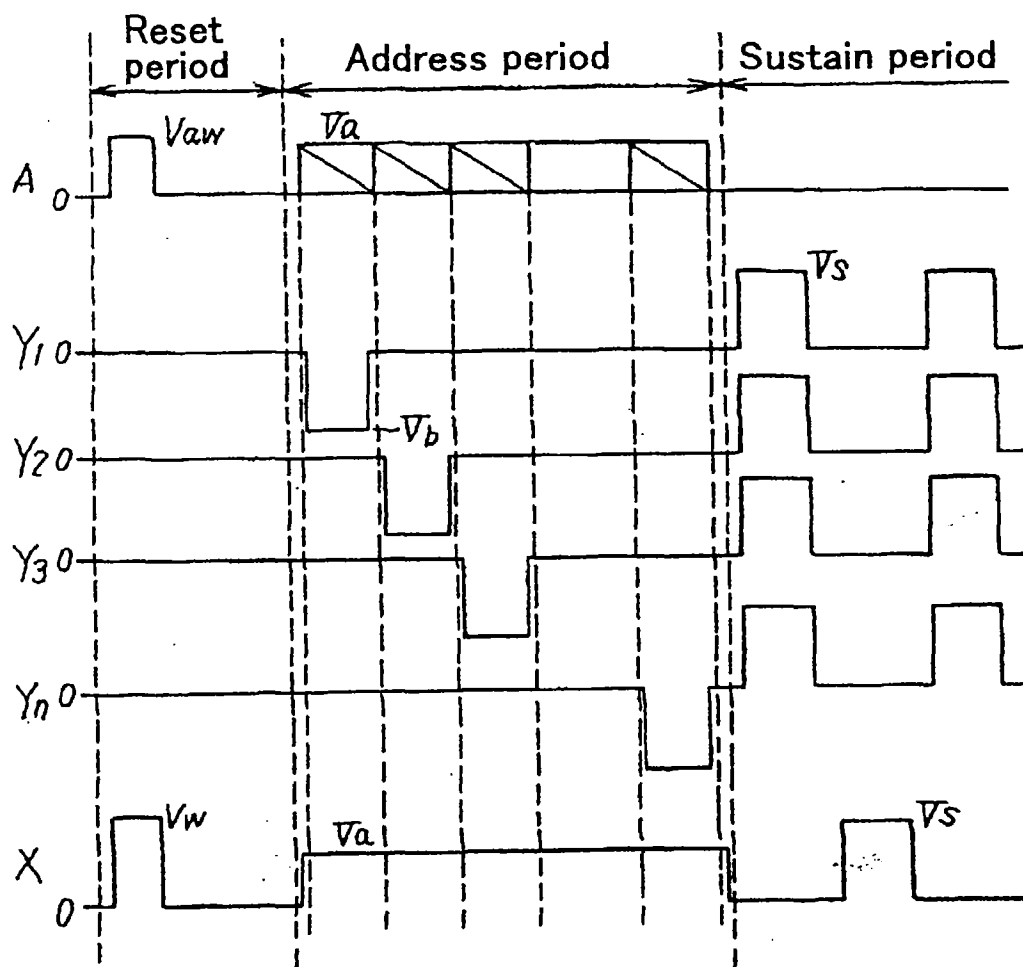 Reset period
Address period
Sustain period
Vaw
Va
A
0
Vs
Y1 0
Vb
Y2 0
Y3 0
Yn 0
Vw
Va
Vs
X
0